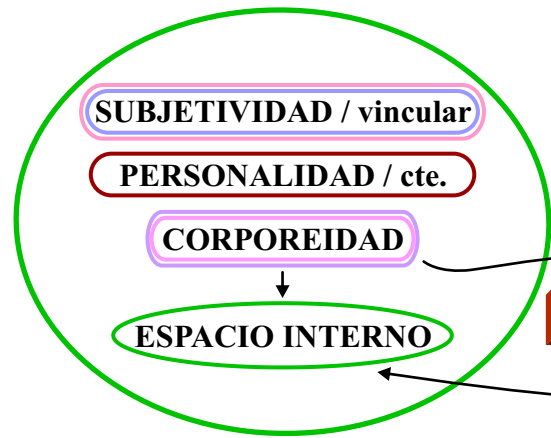 SUBJETIVIDAD / vincular
PERSONALIDAD / cte.
CORPOREIDAD
ESPACIO INTERNO